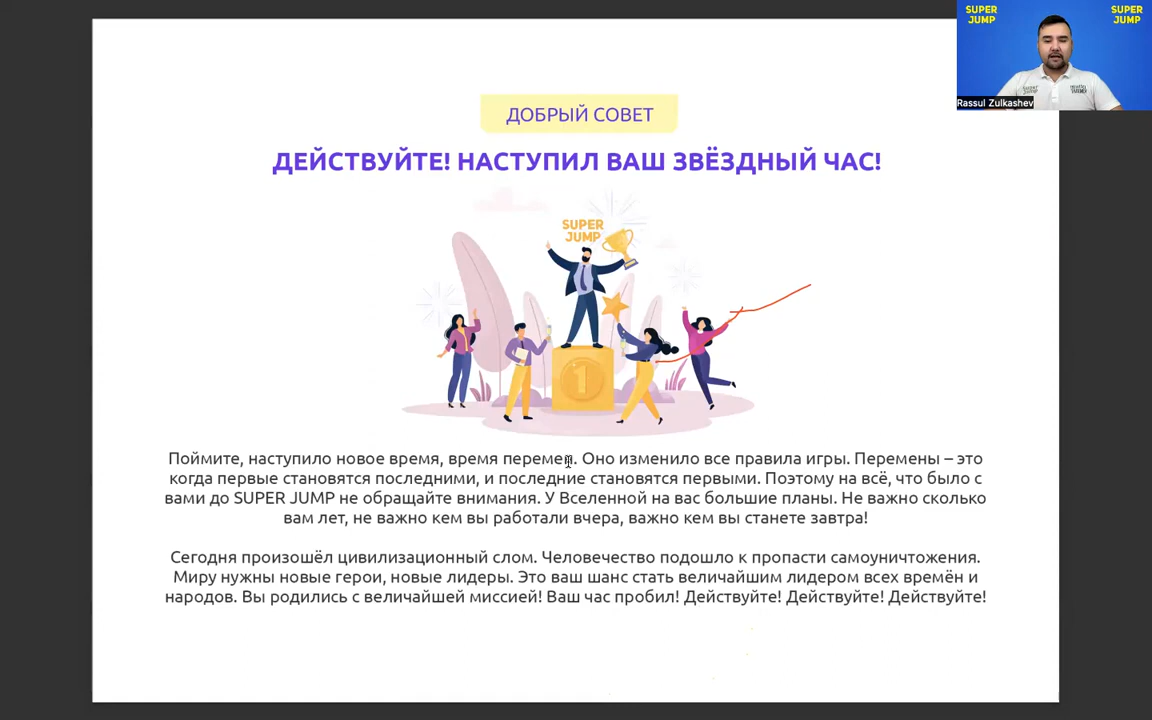 SUPER
JUMP
SUPER
JUMP
Rassul Zulkashev
ДОБРЫЙ СОВЕТ
ДЕЙСТВУЙТЕ! НАСТУПИЛ ВАШ ЗВЁЗДНЫЙ ЧАС!
SUPER
JUMP
1
Поймите, наступило новое время, время перемен. Оно изменило все правила игры. Перемены – это
когда первые становятся последними, и последние становятся первыми. Поэтому на всё, что было с
вами до SUPER JUMP не обращайте внимания. У Вселенной на вас большие планы. Не важно сколько
вам лет, не важно кем вы работали вчера, важно кем вы станете завтра!
Сегодня произошёл цивилизационный слом. Человечество подошло к пропасти самоуничтожения.
Миру нужны новые герои, новые лидеры. Это ваш шанс стать величайшим лидером всех времён и
народов. Вы родились с величайшей миссией! Ваш час пробил! Действуйте! Действуйте! Действуйте!